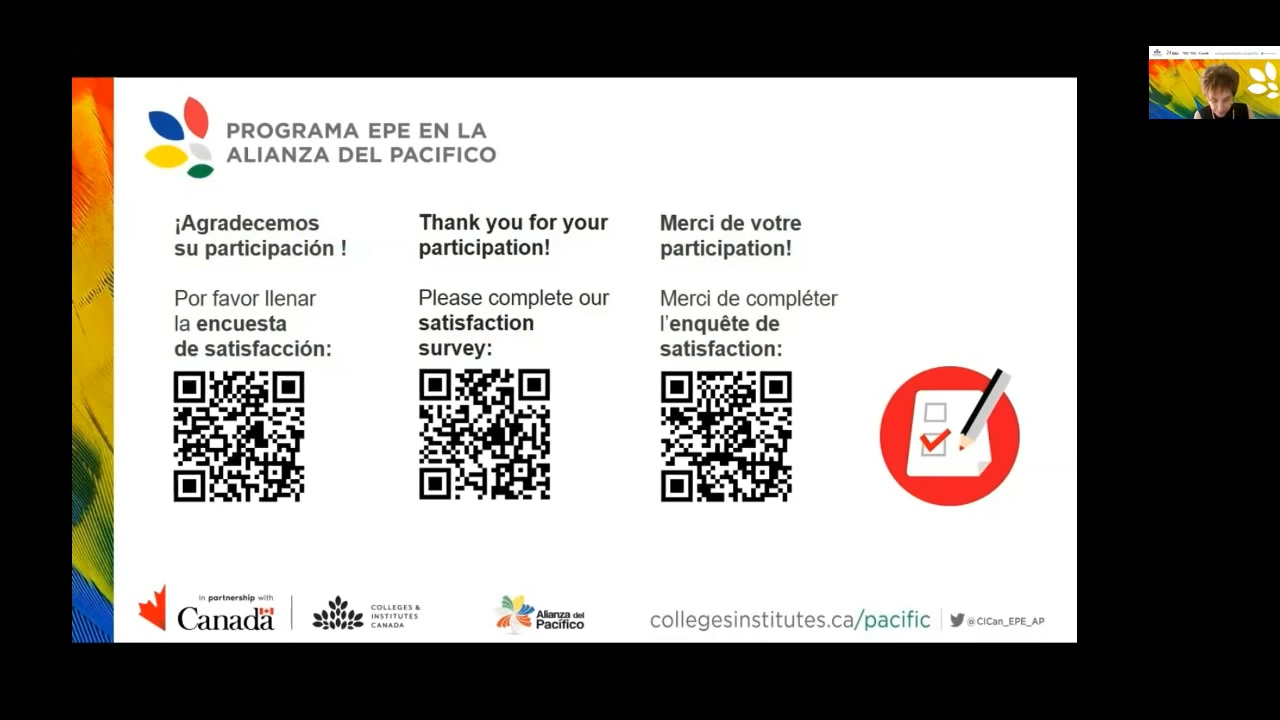 PROGRAMA EPE EN LA
ALIANZA DEL PACIFICO
¡Agradecemos
su participación !
Por favor llenar
la encuesta
de satisfacción:
Thank you for your
participation!
Please complete our
satisfaction
survey:
Merci de votre
participation!
Merci de compléter
l’enquête de
satisfaction:
in partnership with
Canada
COLLEGES &
INSTITUTES
CANADA
Alianza del
Pacífico
collegesinstitutes.ca/pacific
@CICan_EPE_AP